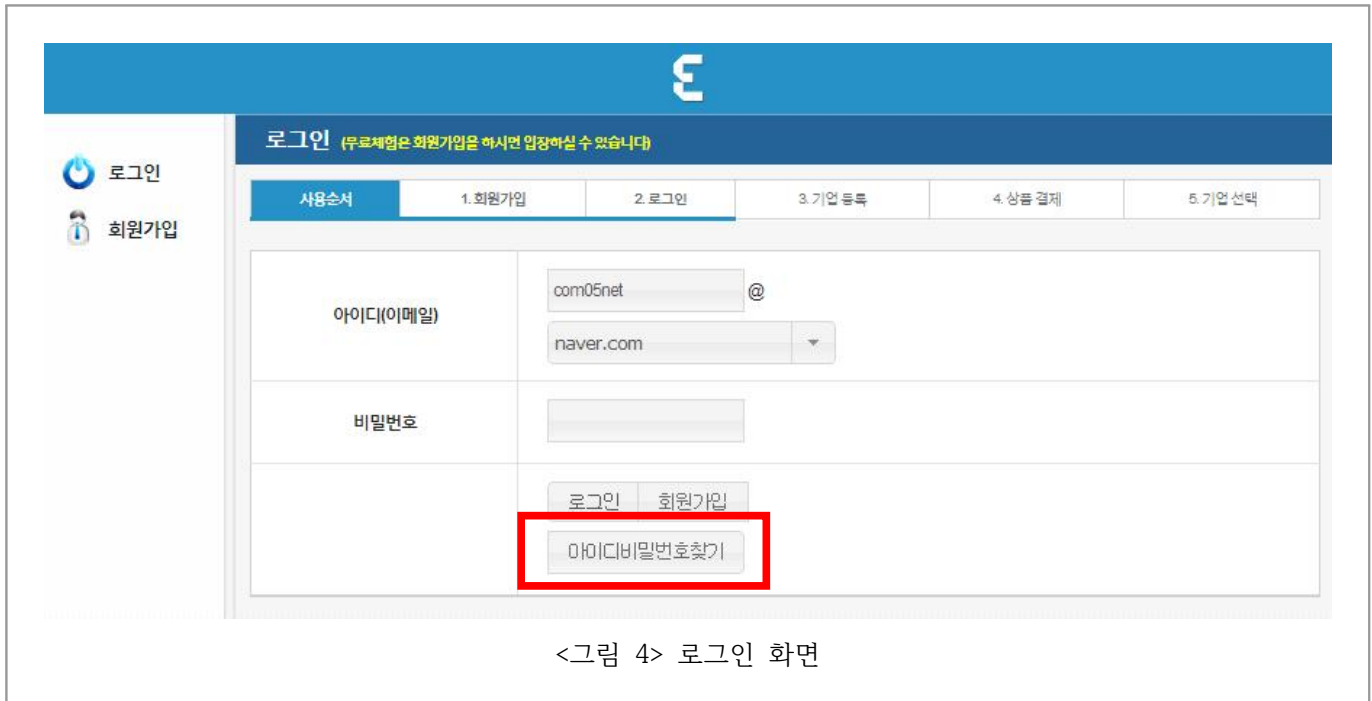 로그인 (무료체험은 회원가입을 하시면 입장하실 수 있습니다)
로그인
회원가입
사용순서 1.회원가입 2.로그인 3.기업 등록 4.상품 결제 5.기업 선택
아이디(이메일)
com05net @
naver.com
비밀번호
로그인 회원가입
아이디비밀번호찾기
<그림 4> 로그인 화면